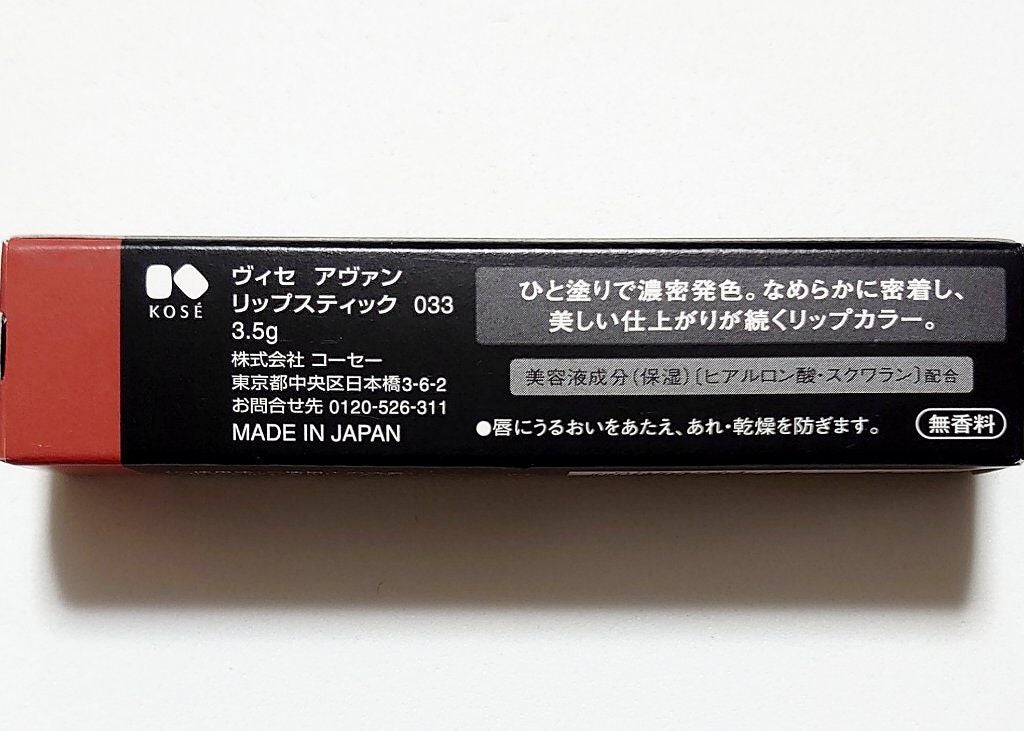 KOSÉ
ヴィセ アヴァン
リップスティック 033
3.5g
株式会社 コーセー
東京都中央区日本橋3-6-2
お問合せ先 0120-526-311
MADE IN JAPAN
ひと塗りで濃密発色。なめらかに密着し、
美しい仕上がりが続くリップカラー。
美容液成分(保湿)〔ヒアルロン酸・スクワラン〕配合
●唇にうるおいをあたえ、あれ・乾燥を防ぎます。
無香料